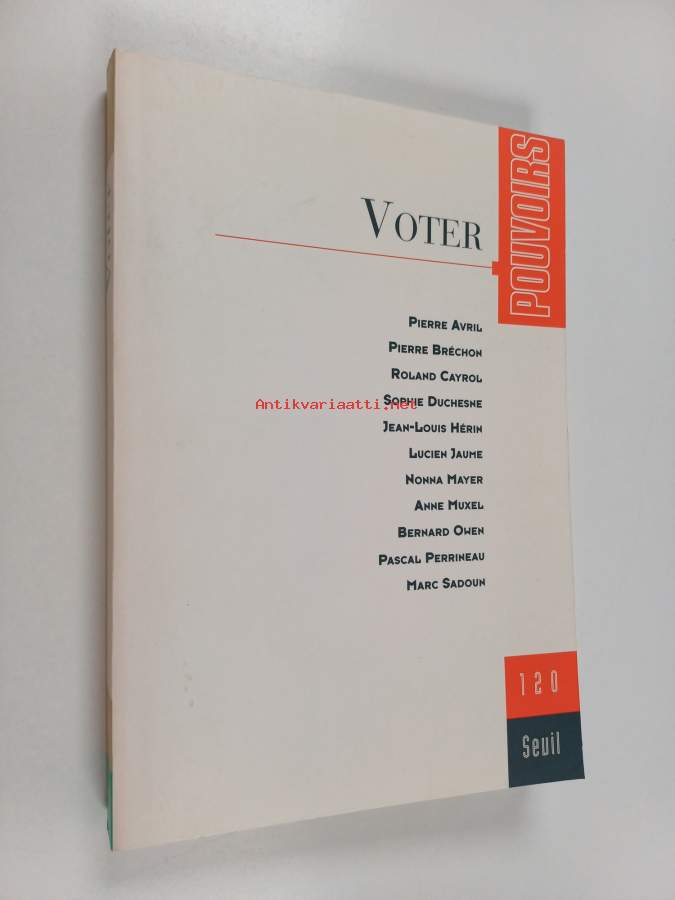 POUVOIRS
VOTER
PIERRE AVRIL
PIERRE BRÉCHON
ROLAND CAYROL
Antikvariaatti.net
SOPHIE DUCHESNE
JEAN-LOUIS HÉRIN
LUCIEN JAUME
NONNA MAYER
ANNE MUXEL
BERNARD OWEN
PASCAL PERRINEAU
MARC SADOUN
120
Seuil
VOTER